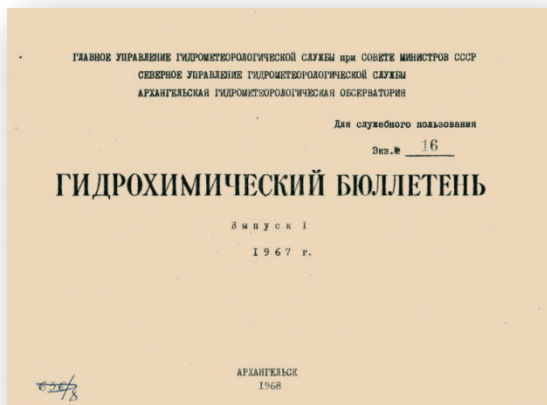 ГЛАВНОЕ УПРАВЛЕНИЕ ГИДРОМЕТЕОРОЛОГИЧЕСКОЙ СЛУЖБЫ при СОВЕТЕ МИНИСТРОВ СССР
СЕВЕРНОЕ УПРАВЛЕНИЕ ГИДРОМЕТЕОРОЛОГИЧЕСКОЙ СЛУЖБЫ
АРХАНГЕЛЬСКАЯ ГИДРОМЕТЕОРОЛОГИЧЕСКАЯ ОБСЕРВАТОРИЯ
Для служебного пользования
Экз.№ 16
ГИДРОХИМИЧЕСКИЙ БЮЛЛЕТЕНЬ
Выпуск I
1967 г.
АРХАНГЕЛЬСК
1968